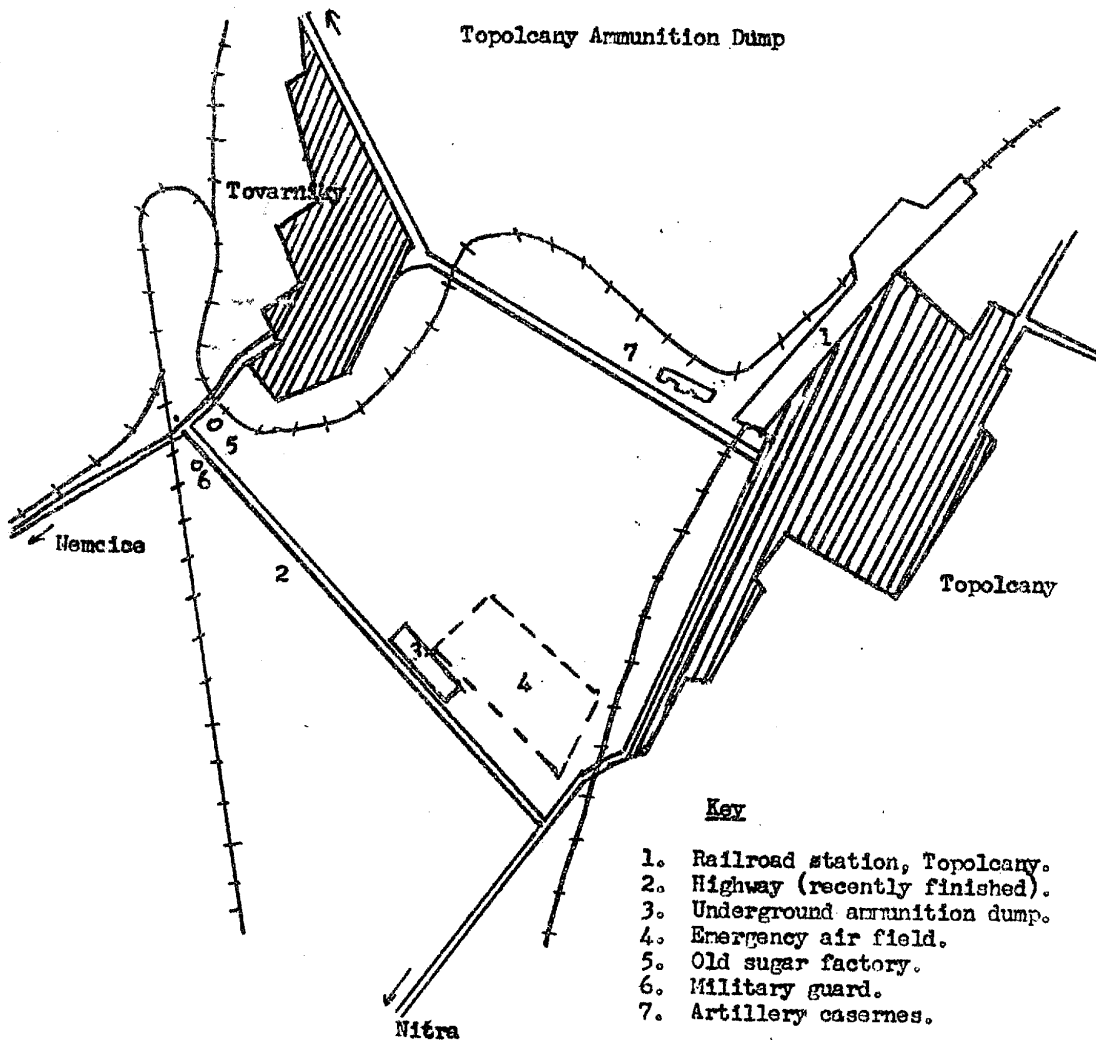 Topolcany Ammunition Dump
Tovarniky
1
7
5
6
Nemcice
2
Topolcany
3
4
Key
1. Railroad station, Topolcany.
2. Highway (recently finished).
3. Underground ammunition dump.
4. Emergency air field.
5. Old sugar factory.
6. Military guard.
7. Artillery casernes.
Nitra